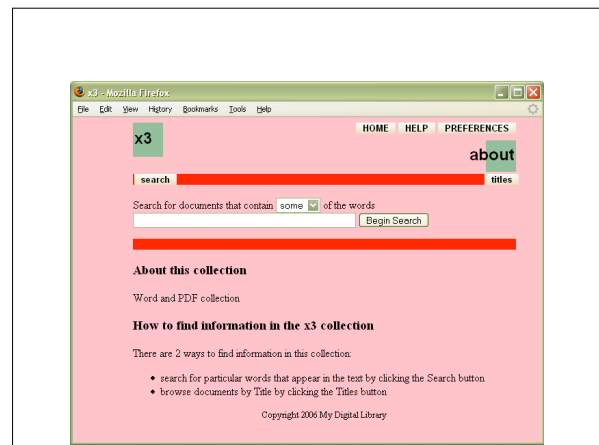 x3 - Mozilla Firefox
File Edit View History Bookmarks Tools Help
x3
HOME HELP PREFERENCES
about
search titles
Search for documents that contain some of the words
Begin Search
About this collection
Word and PDF collection
How to find information in the x3 collection
There are 2 ways to find information in this collection:
search for particular words that appear in the text by clicking the Search button
browse documents by Title by clicking the Titles button
Copyright 2006 My Digital Library